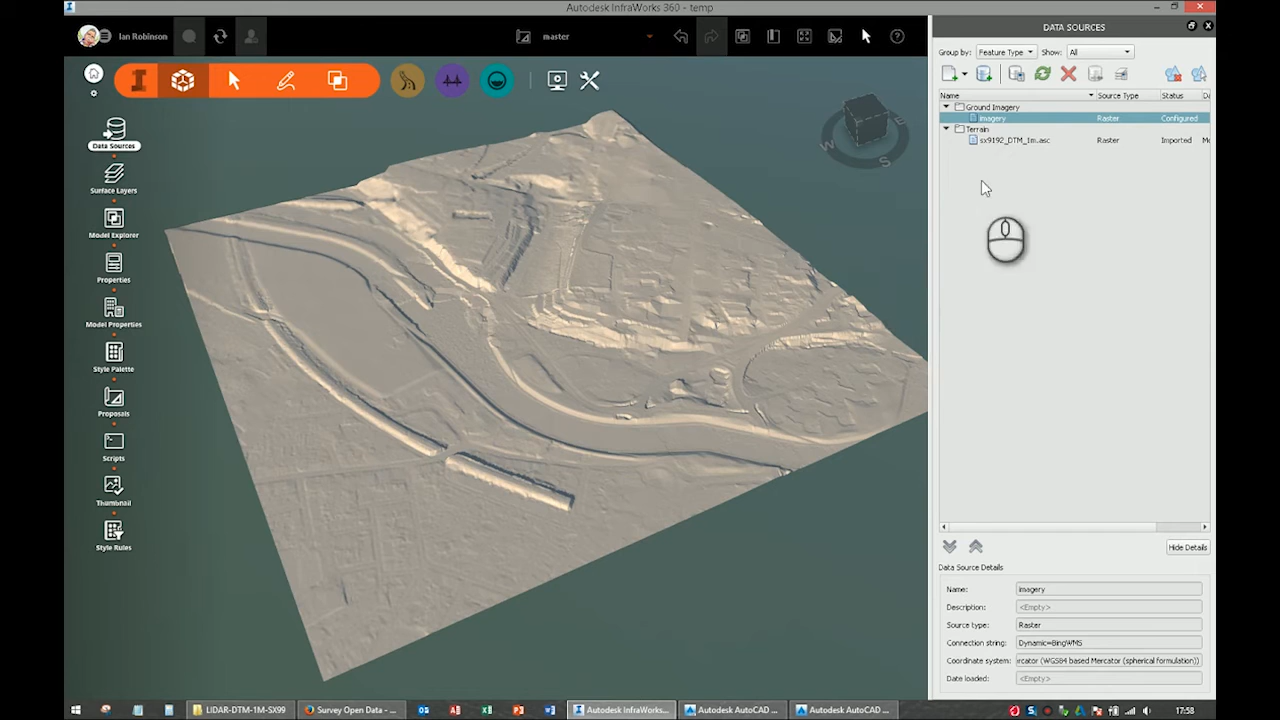 Autodesk InfraWorks 360 - temp
Ian Robinson
master
Data Sources
Surface Layers
Model Explorer
Properties
Model Properties
Style Palette
Proposals
Scripts
Thumbnail
Style Rules
W
S
E
DATA SOURCES
Group by: Feature Type Show: All
Name Source Type Status Da
Ground Imagery
Imagery Raster Configured
Terrain
sx9192_DTM_1m.asc Raster Imported Mo
Hide Details
Data Source Details
Name: Imagery
Description: <Empty>
Source type: Raster
Connection string: Dynamic=BingWMS
Coordinate system: rcator (WGS84 based Mercator (spherical formulation))
Date loaded: <Empty>
LIDAR-DTM-1M-SX99
Survey Open Data - ...
Autodesk InfraWorks...
Autodesk AutoCAD ...
Autodesk AutoCAD ...
17:58